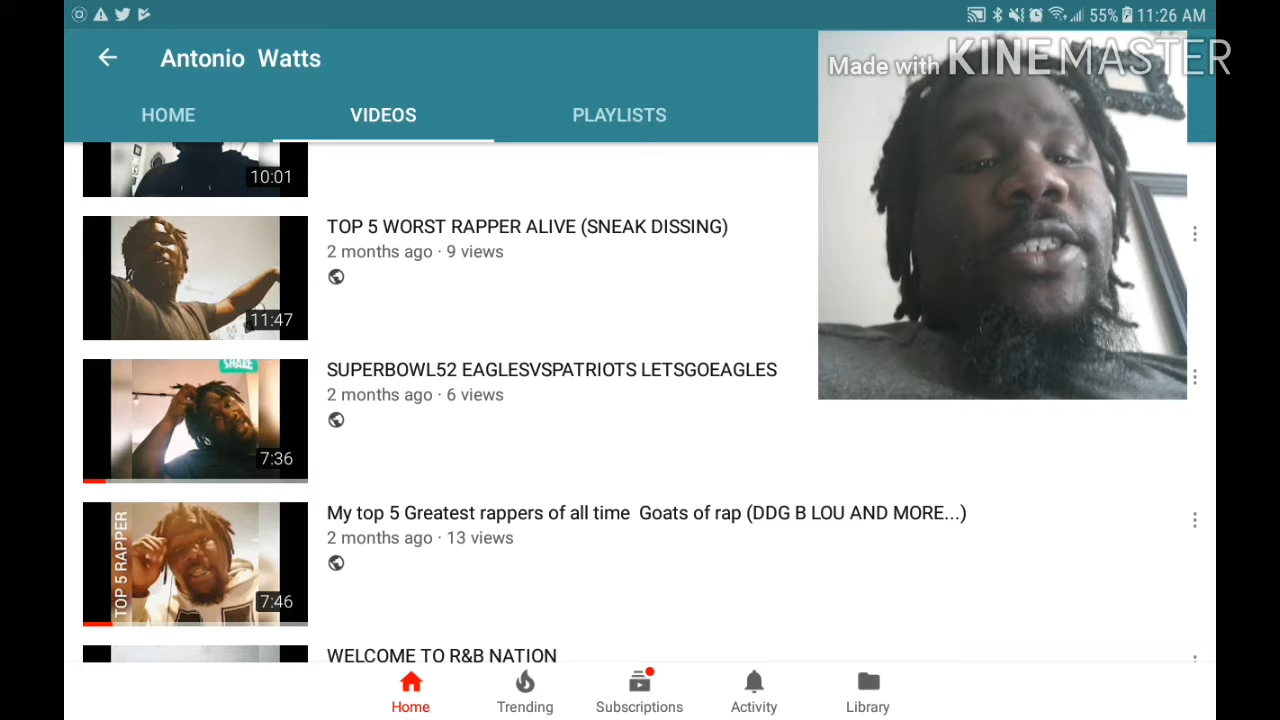 55% 11:26 AM
Antonio Watts
Made with KINEMASTER
HOME VIDEOS PLAYLISTS
10:01
TOP 5 WORST RAPPER ALIVE (SNEAK DISSING)
2 months ago · 9 views
11:47
SHARE
SUPERBOWL52 EAGLESVSPATRIOTS LETSGOEAGLES
2 months ago · 6 views
7:36
TOP 5 RAPPER
My top 5 Greatest rappers of all time Goats of rap (DDG B LOU AND MORE...)
2 months ago · 13 views
7:46
WELCOME TO R&B NATION
Home Trending Subscriptions Activity Library